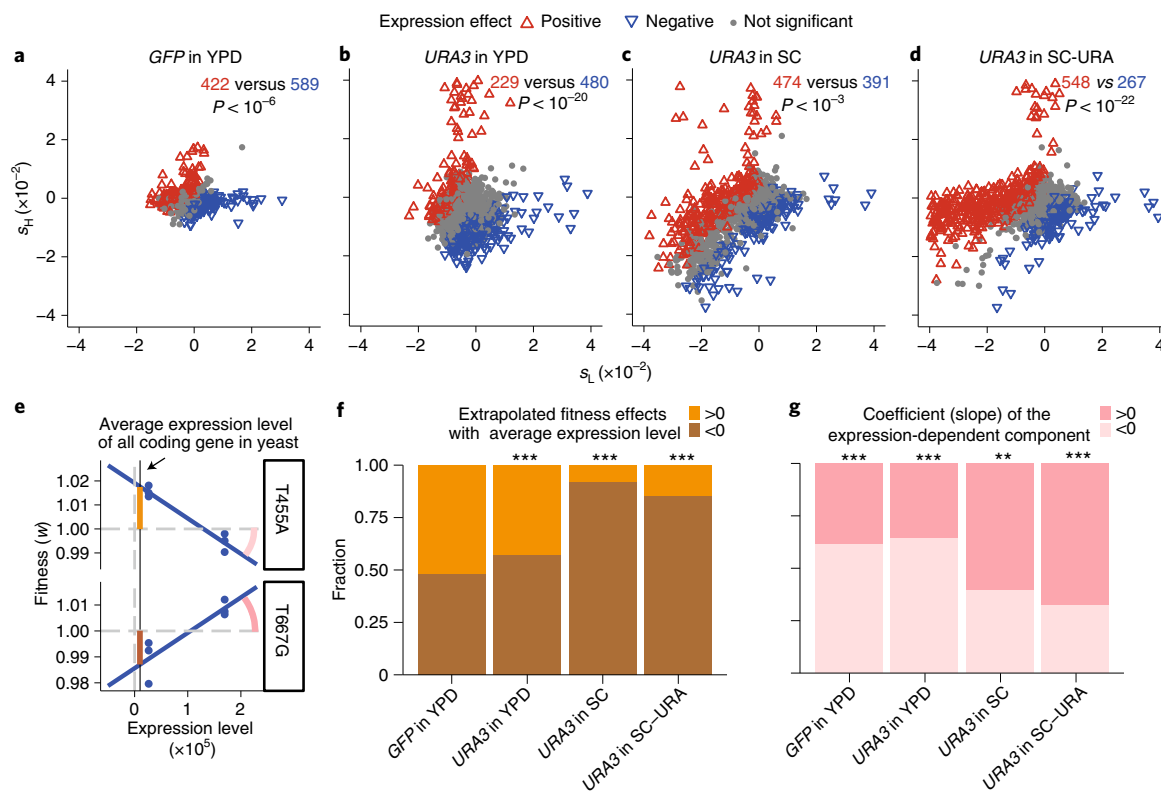 Expression effect Positive Negative Not significant
a
GFP in YPD
422 versus 589
P < 10⁻⁶
b
URA3 in YPD
229 versus 480
P < 10⁻²⁰
c
URA3 in SC
474 versus 391
P < 10⁻³
d
URA3 in SC-URA
548 vs 267
P < 10⁻²²
sH (×10⁻²)
4
2
0
−2
−4
−4 −2 0 2 4
−4 −2 0 2 4
−4 −2 0 2 4
−4 −2 0 2 4
sL (×10⁻²)
e
Average expression level
of all coding gene in yeast
Fitness (w)
1.02
1.01
1.00
0.99
T455A
1.01
1.00
0.99
0.98
T667G
0 1 2
Expression level
(×10⁵)
f
Extrapolated fitness effects
with average expression level
>0
<0
*** *** ***
Fraction
1.00
0.75
0.50
0.25
0
GFP in YPD
URA3 in YPD
URA3 in SC
URA3 in SC–URA
g
Coefficient (slope) of the
expression-dependent component
>0
<0
*** *** ** ***
GFP in YPD
URA3 in YPD
URA3 in SC
URA3 in SC–URA